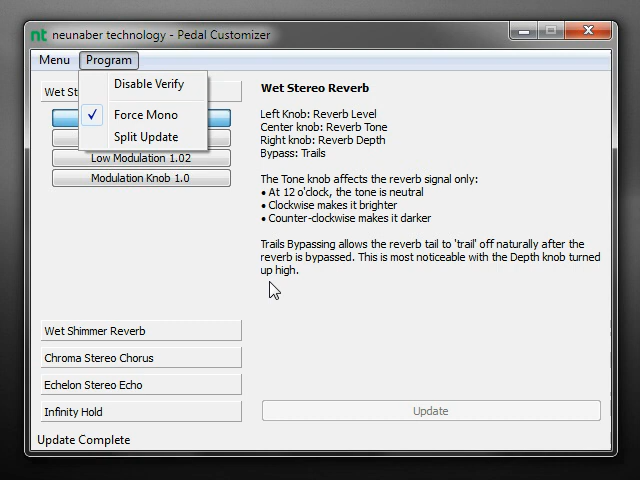 nt neunaber technology - Pedal Customizer
Menu Program
Disable Verify
✓ Force Mono
Split Update
Wet St
Low Modulation 1.02
Modulation Knob 1.0
Wet Stereo Reverb
Left Knob: Reverb Level
Center knob: Reverb Tone
Right knob: Reverb Depth
Bypass: Trails
The Tone knob affects the reverb signal only:
• At 12 o'clock, the tone is neutral
• Clockwise makes it brighter
• Counter-clockwise makes it darker
Trails Bypassing allows the reverb tail to 'trail' off naturally after the
reverb is bypassed. This is most noticeable with the Depth knob turned
up high.
Wet Shimmer Reverb
Chroma Stereo Chorus
Echelon Stereo Echo
Infinity Hold
Update
Update Complete